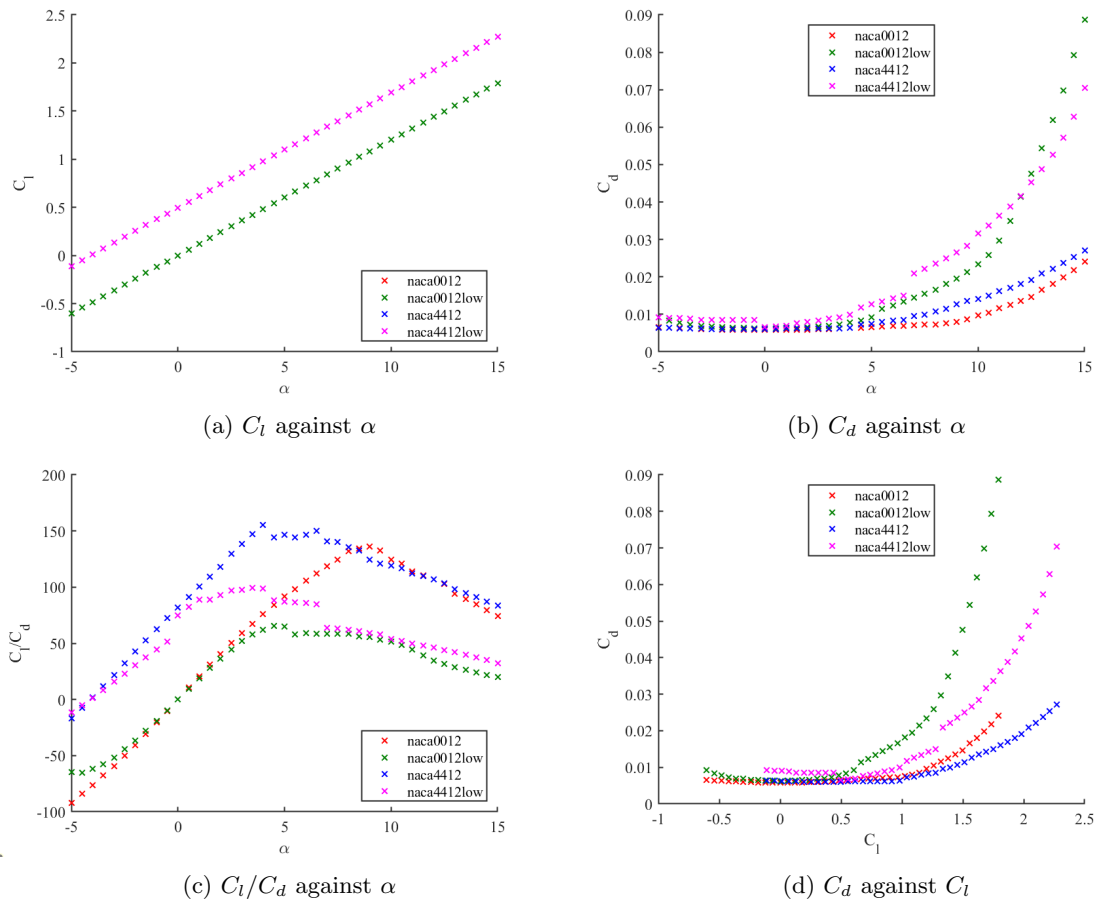 2.5
2
1.5
1
0.5
0
-0.5
-1
C_l
-5
0
5
10
15
α
naca0012
naca0012low
naca4412
naca4412low
(a) C_l against α
0.09
0.08
0.07
0.06
0.05
0.04
0.03
0.02
0.01
0
C_d
-5
0
5
10
15
α
naca0012
naca0012low
naca4412
naca4412low
(b) C_d against α
200
150
100
50
0
-50
-100
C_l/C_d
-5
0
5
10
15
α
naca0012
naca0012low
naca4412
naca4412low
(c) C_l/C_d against α
0.09
0.08
0.07
0.06
0.05
0.04
0.03
0.02
0.01
0
C_d
-1
-0.5
0
0.5
1
1.5
2
2.5
C_l
naca0012
naca0012low
naca4412
naca4412low
(d) C_d against C_l